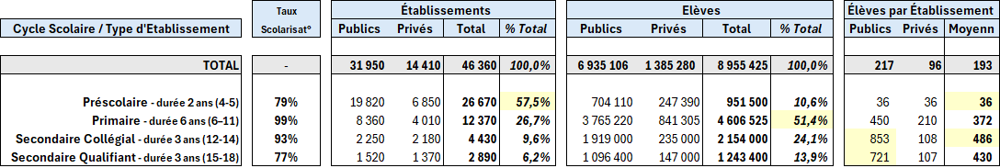 Taux Établissements Elèves Élèves par Établissement
Cycle Scolaire / Type d'Etablissement Scolarisat° Publics Privés Total % Total Publics Privés Total % Total Publics Privés Moyenn
TOTAL - 31 950 14 410 46 360 100,0% 6 935 106 1 385 280 8 955 425 100,0% 217 96 193
Préscolaire - durée 2 ans (4-5) 79% 19 820 6 850 26 670 57,5% 704 110 247 390 951 500 10,6% 36 36 36
Primaire - durée 6 ans (6–11) 99% 8 360 4 010 12 370 26,7% 3 765 220 841 305 4 606 525 51,4% 450 210 372
Secondaire Collégial - durée 3 ans (12-14) 93% 2 250 2 180 4 430 9,6% 1 919 000 235 000 2 154 000 24,1% 853 108 486
Secondaire Qualifiant - durée 3 ans (15-18) 77% 1 520 1 370 2 890 6,2% 1 096 400 147 000 1 243 400 13,9% 721 107 430